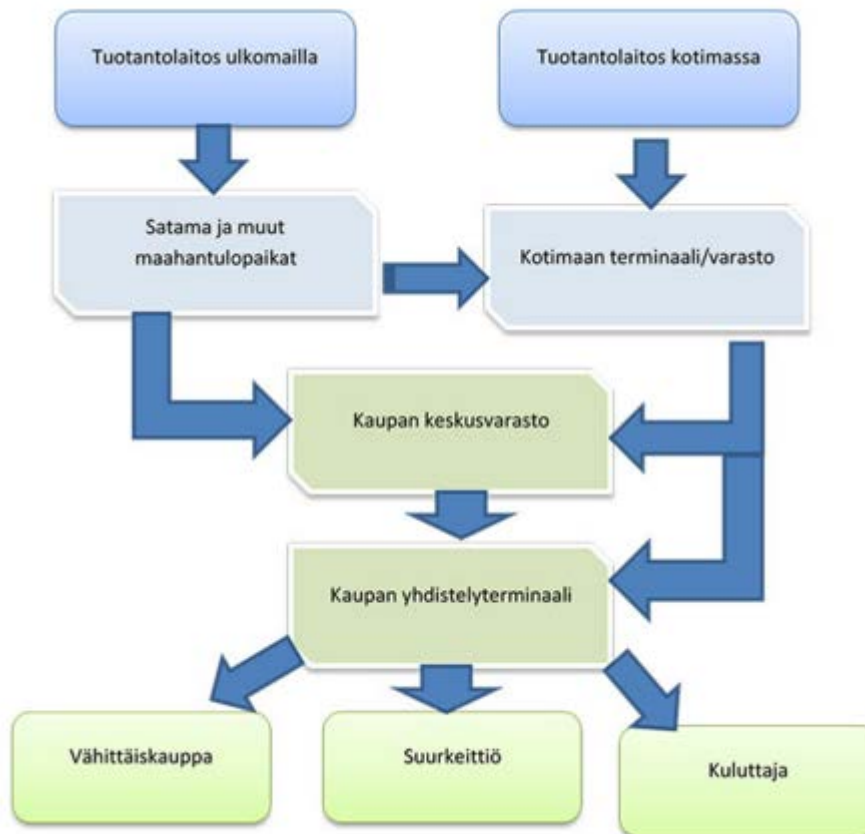 Tuotantolaitos ulkomailla
Tuotantolaitos kotimassa
Satama ja muut
maahantulopaikat
Kotimaan terminaali/varasto
Kaupan keskusvarasto
Kaupan yhdistelyterminaali
Vähittäiskauppa
Suurkeittiö
Kuluttaja